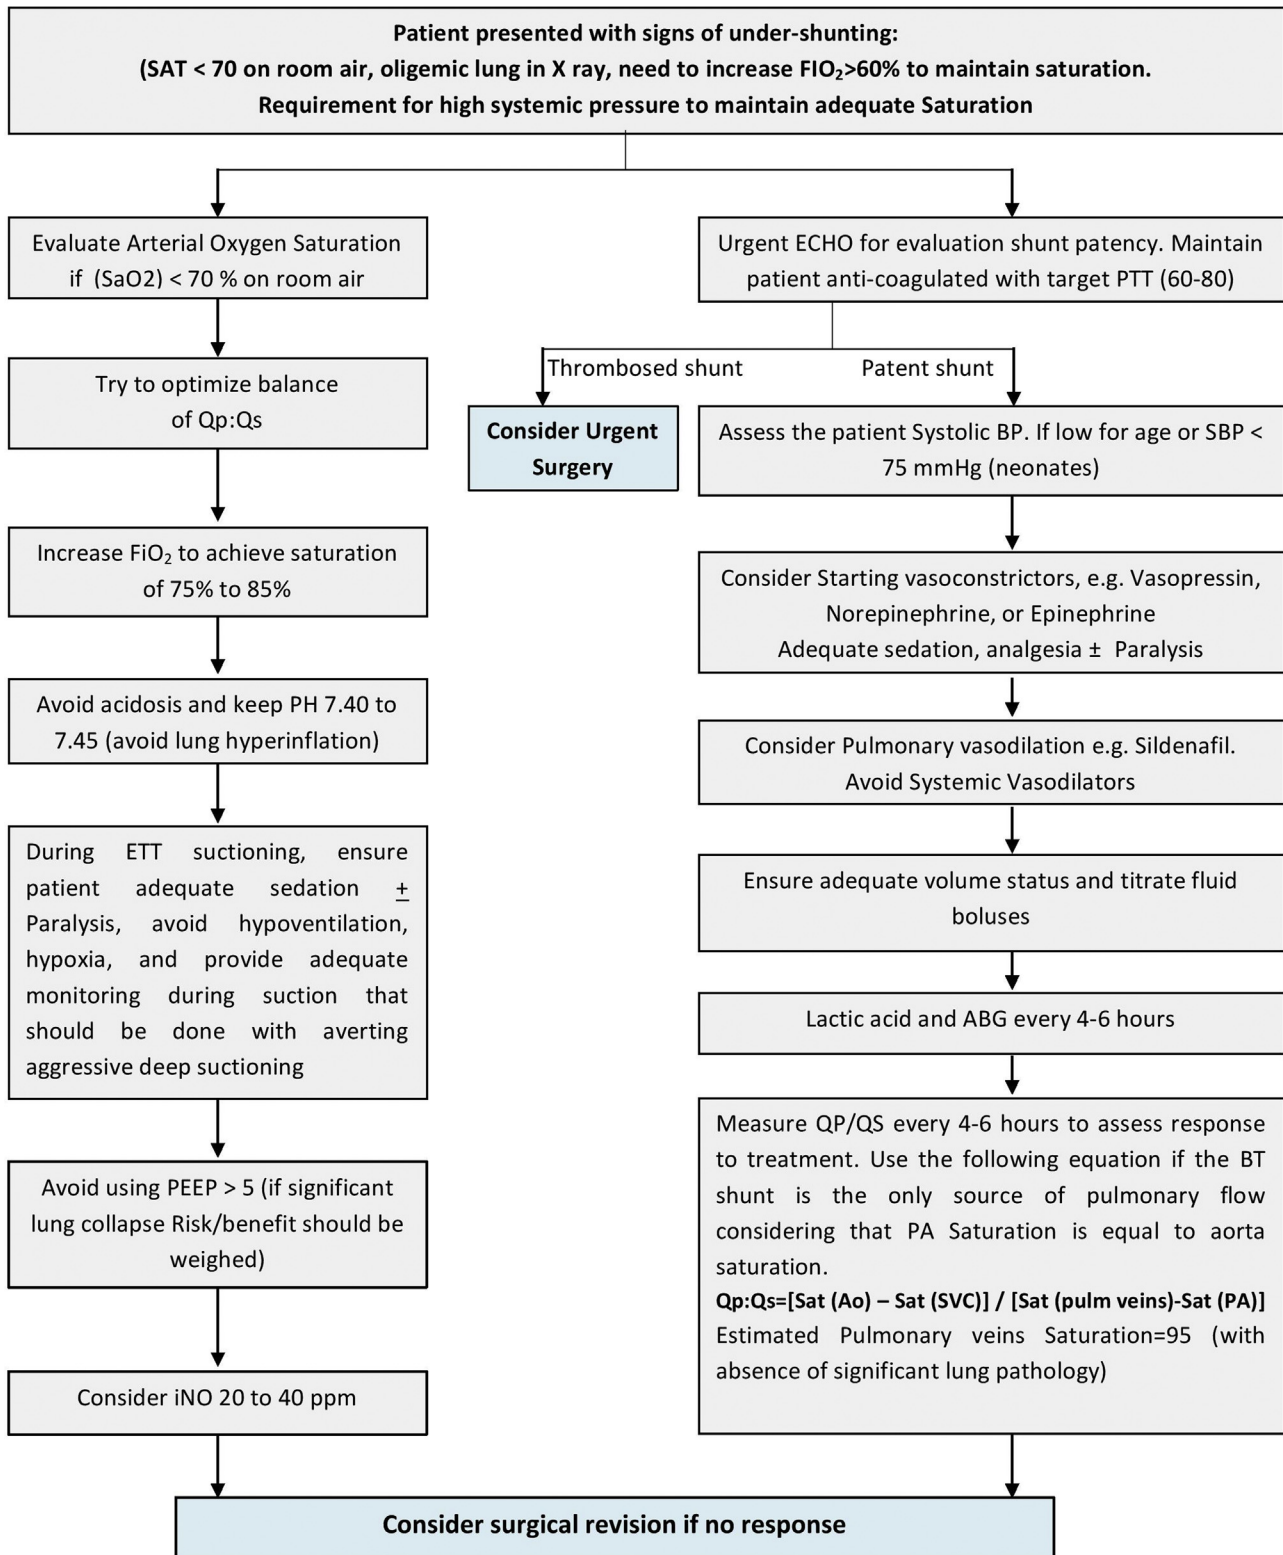 Patient presented with signs of under-shunting:
(SAT < 70 on room air, oligemic lung in X ray, need to increase FIO₂>60% to maintain saturation.
Requirement for high systemic pressure to maintain adequate Saturation
Evaluate Arterial Oxygen Saturation
if (SaO2) < 70 % on room air
Try to optimize balance
of Qp:Qs
Increase FiO₂ to achieve saturation
of 75% to 85%
Avoid acidosis and keep PH 7.40 to
7.45 (avoid lung hyperinflation)
During ETT suctioning, ensure
patient adequate sedation ±
Paralysis, avoid hypoventilation,
hypoxia, and provide adequate
monitoring during suction that
should be done with averting
aggressive deep suctioning
Avoid using PEEP > 5 (if significant
lung collapse Risk/benefit should be
weighed)
Consider iNO 20 to 40 ppm
Urgent ECHO for evaluation shunt patency. Maintain
patient anti-coagulated with target PTT (60-80)
Thrombosed shunt
Patent shunt
Consider Urgent
Surgery
Assess the patient Systolic BP. If low for age or SBP <
75 mmHg (neonates)
Consider Starting vasoconstrictors, e.g. Vasopressin,
Norepinephrine, or Epinephrine
Adequate sedation, analgesia ± Paralysis
Consider Pulmonary vasodilation e.g. Sildenafil.
Avoid Systemic Vasodilators
Ensure adequate volume status and titrate fluid
boluses
Lactic acid and ABG every 4-6 hours
Measure QP/QS every 4-6 hours to assess response
to treatment. Use the following equation if the BT
shunt is the only source of pulmonary flow
considering that PA Saturation is equal to aorta
saturation.
Qp:Qs=[Sat (Ao) – Sat (SVC)] / [Sat (pulm veins)-Sat (PA)]
Estimated Pulmonary veins Saturation=95 (with
absence of significant lung pathology)
Consider surgical revision if no response